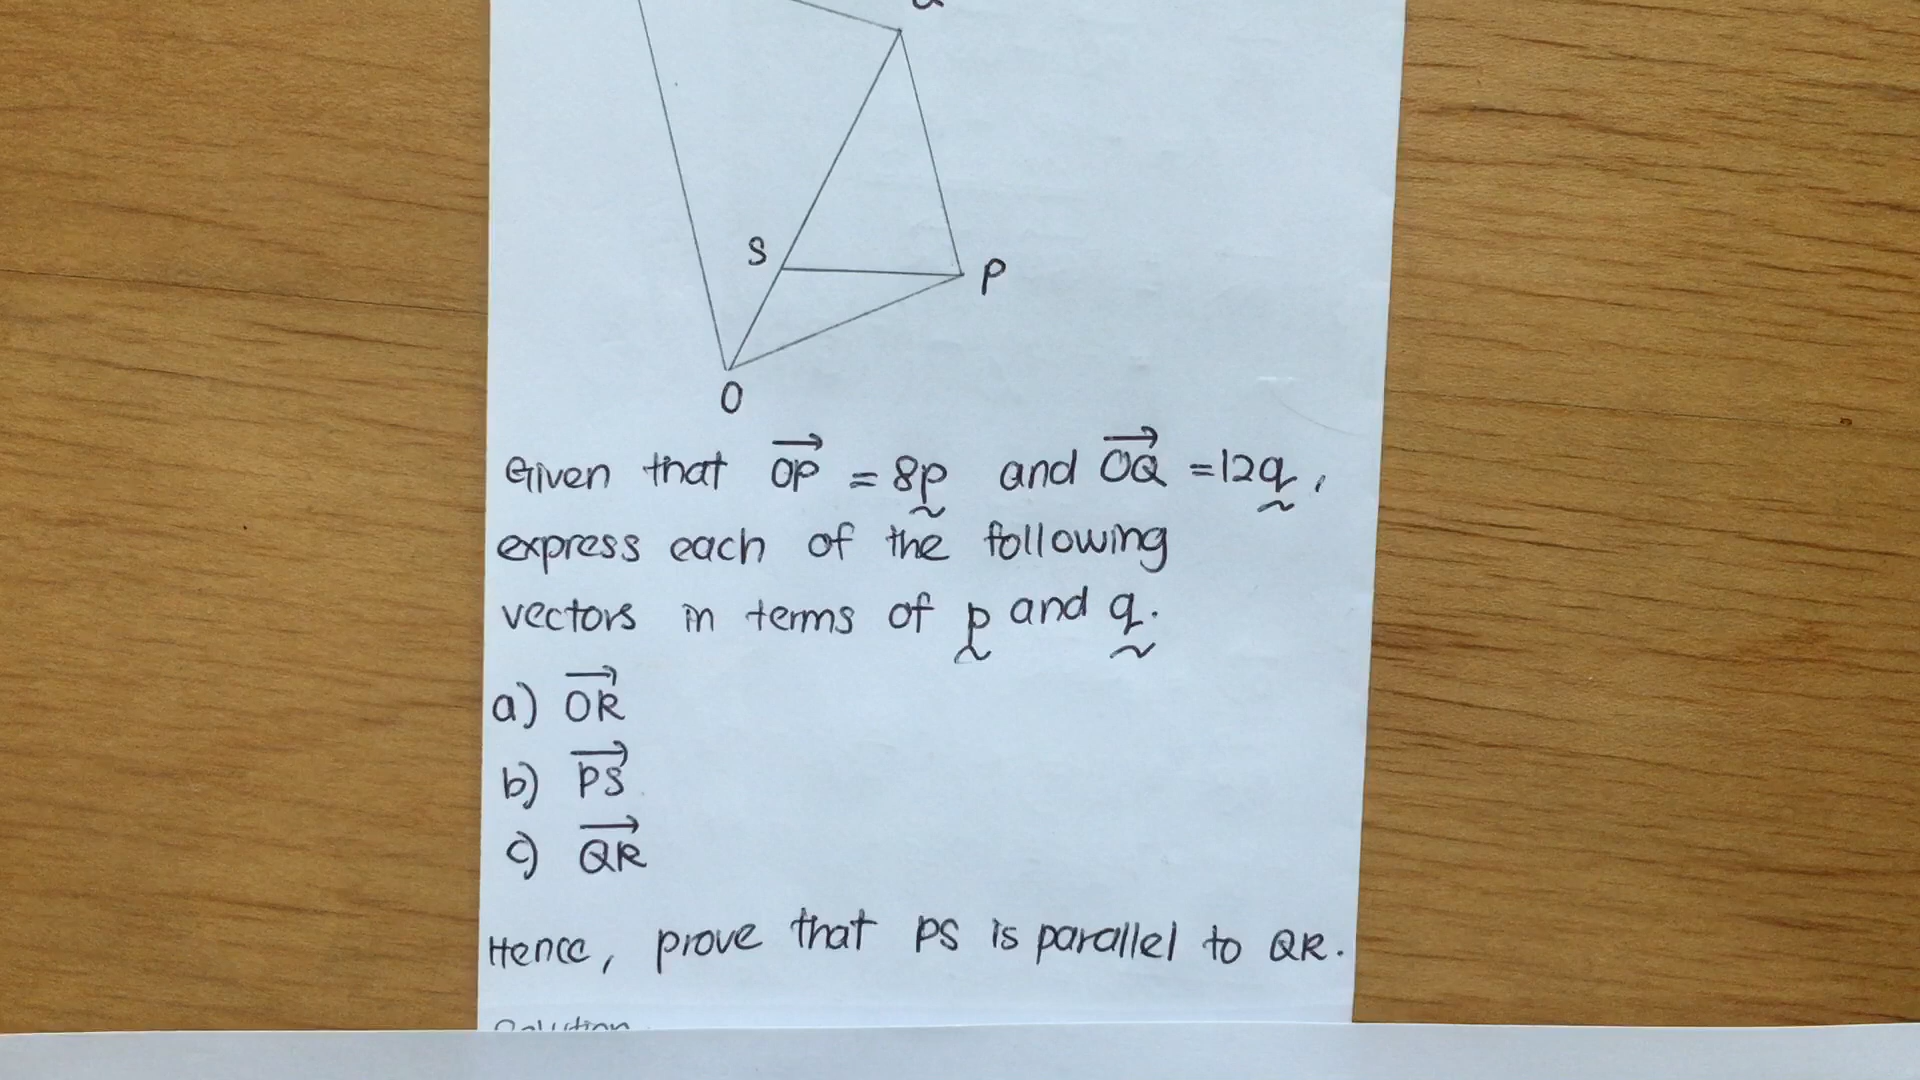 S
P
O
Given that OP = 8p and OQ = 12q,
express each of the following
vectors in terms of p and q.
a) OR
b) PS
c) QR
Hence, prove that PS is parallel to QR.